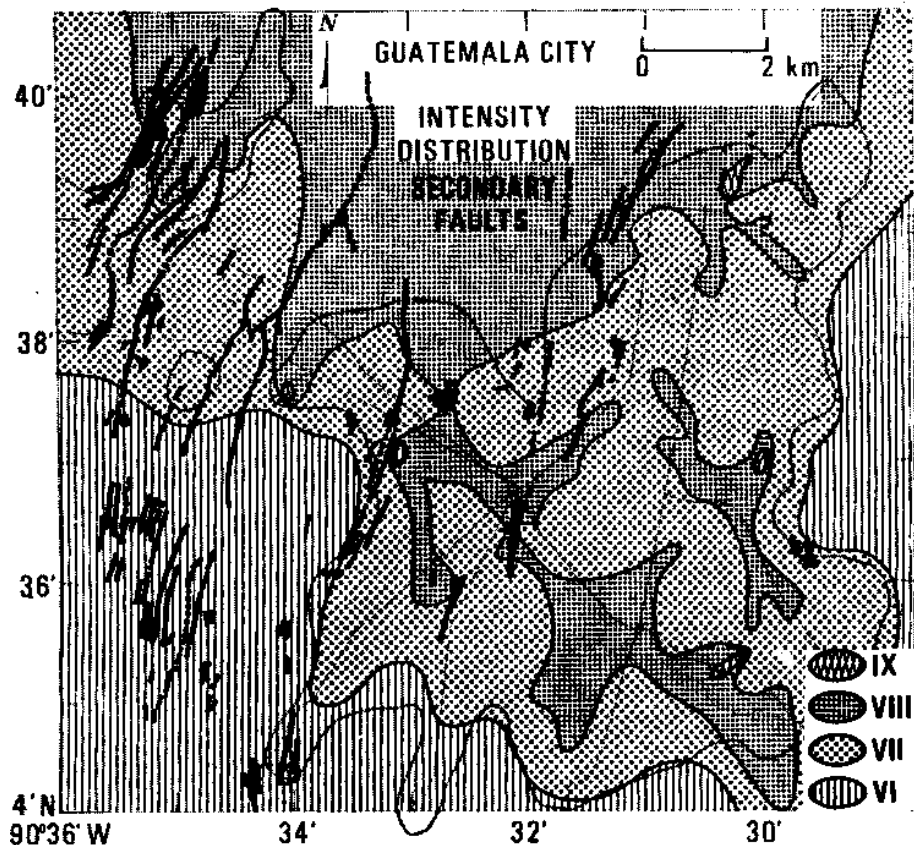 N
GUATEMALA CITY
0 2 km
40'
INTENSITY
DISTRIBUTION
SECONDARY
FAULTS
38'
36'
IX
VIII
VII
VI
4' N
90°36' W 34' 32' 30'